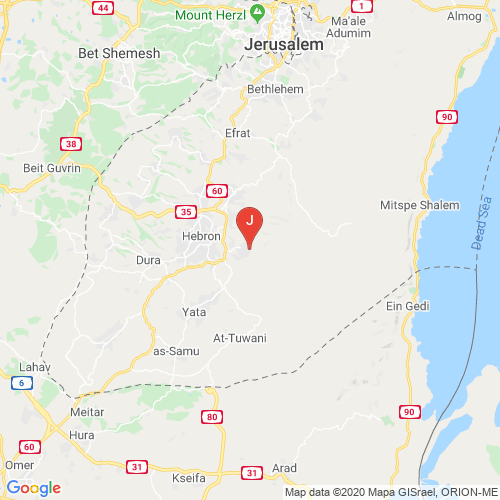 44
Mount Herzl
1
Ma'ale
Adumim
Almog
Jerusalem
Bet Shemesh
Bethlehem
90
Efrat
38
Beit Guvrin
60
Mitspe Shalem
35
J
Dead Sea
Hebron
Dura
Ein Gedi
Yata
At-Tuwani
as-Samu
Lahav
6
Meitar
80
90
Hura
60
Omer
31
31
Arad
Kseifa
Google
Map data ©2020 Mapa GISrael, ORION-ME